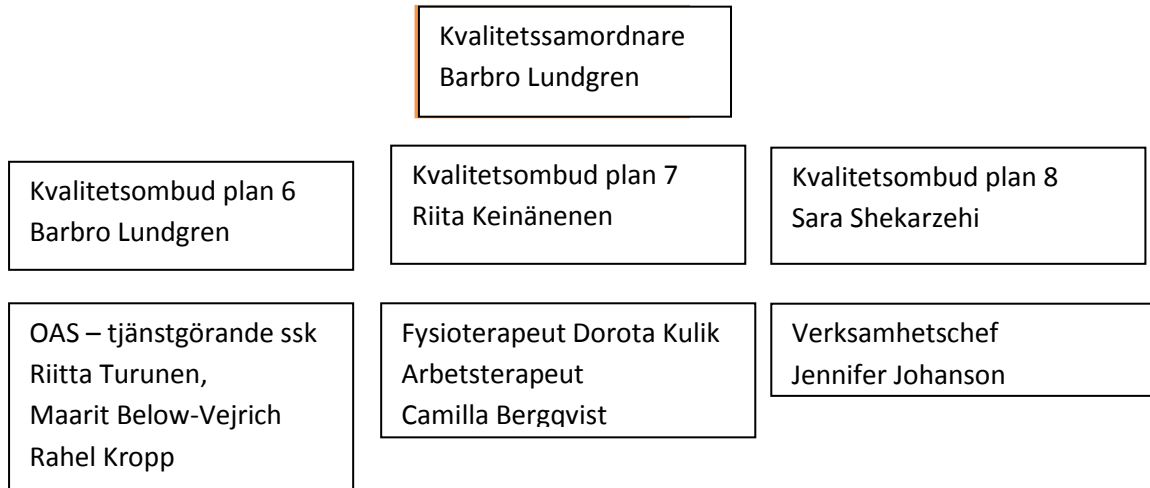 Kvalitetssamordnare
Barbro Lundgren
Kvalitetsombud plan 6
Barbro Lundgren
Kvalitetsombud plan 7
Riita Keinänenen
Kvalitetsombud plan 8
Sara Shekarzehi
OAS – tjänstgörande ssk
Riitta Turunen,
Maarit Below-Vejrich
Rahel Kropp
Fysioterapeut Dorota Kulik
Arbetsterapeut
Camilla Bergqvist
Verksamhetschef
Jennifer Johanson